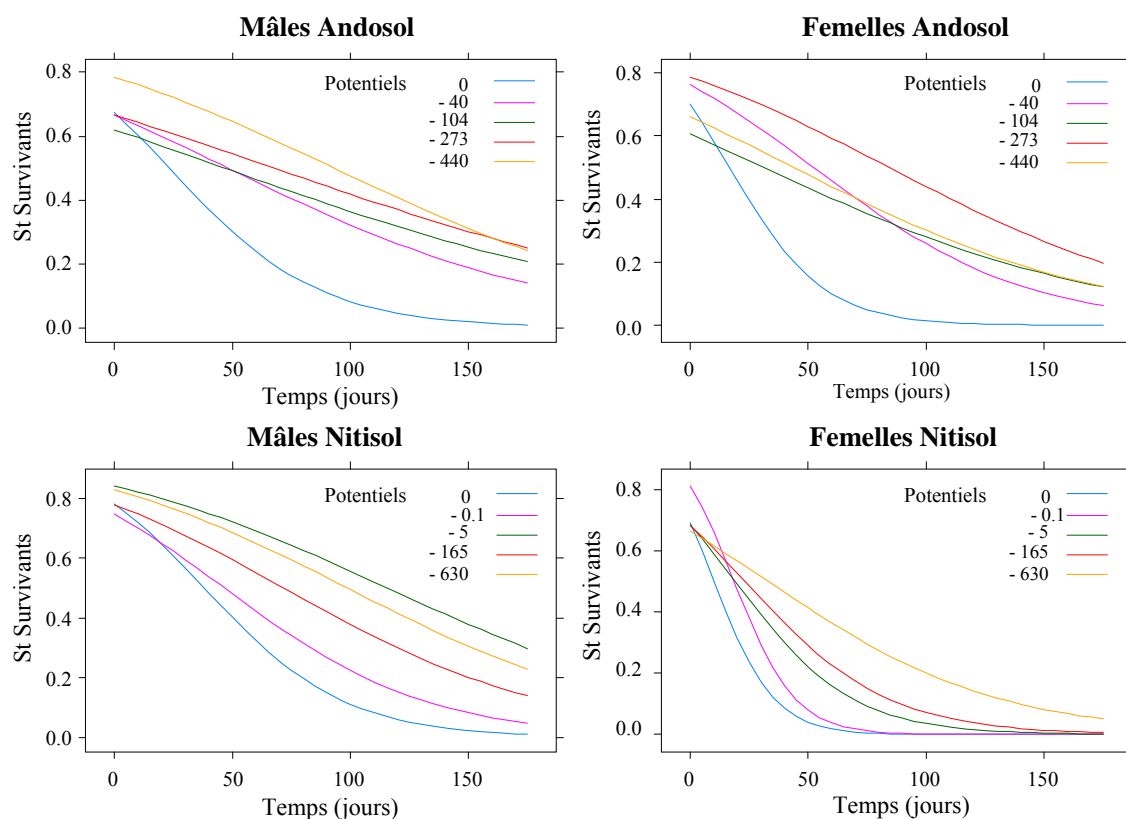 Mâles Andosol
Potentiels 0
- 40
- 104
- 273
- 440
St Survivants
0.8
0.6
0.4
0.2
0.0
0 50 100 150
Temps (jours)
Femelles Andosol
Potentiels 0
- 40
- 104
- 273
- 440
St Survivants
0.8
0.6
0.4
0.2
0.0
0 50 100 150
Temps (jours)
Mâles Nitisol
Potentiels 0
- 0.1
- 5
- 165
- 630
St Survivants
0.8
0.6
0.4
0.2
0.0
0 50 100 150
Temps (jours)
Femelles Nitisol
Potentiels 0
- 0.1
- 5
- 165
- 630
St Survivants
0.8
0.6
0.4
0.2
0.0
0 50 100 150
Temps (jours)